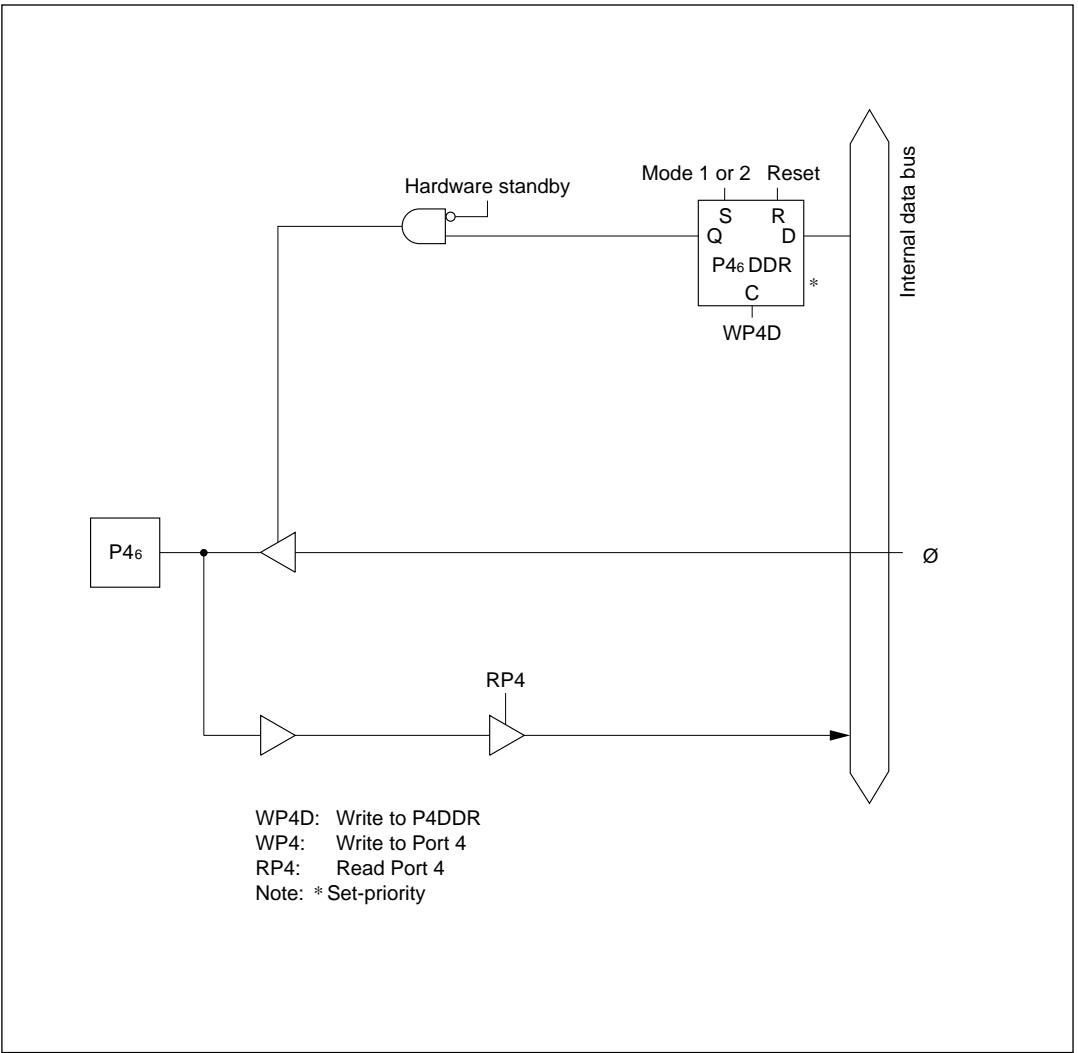 Hardware standby
Mode 1 or 2 Reset
S R
Q D
P4₆ DDR
*
C
WP4D
Internal data bus
P4₆
Ø
RP4
WP4D: Write to P4DDR
WP4: Write to Port 4
RP4: Read Port 4
Note: * Set-priority